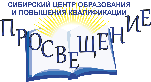 СИБИРСКИЙ ЦЕНТР ОБРАЗОВАНИЯ
И ПОВЫШЕНИЯ КВАЛИФИКАЦИИ
ПРОСВЕЩЕНИЕ